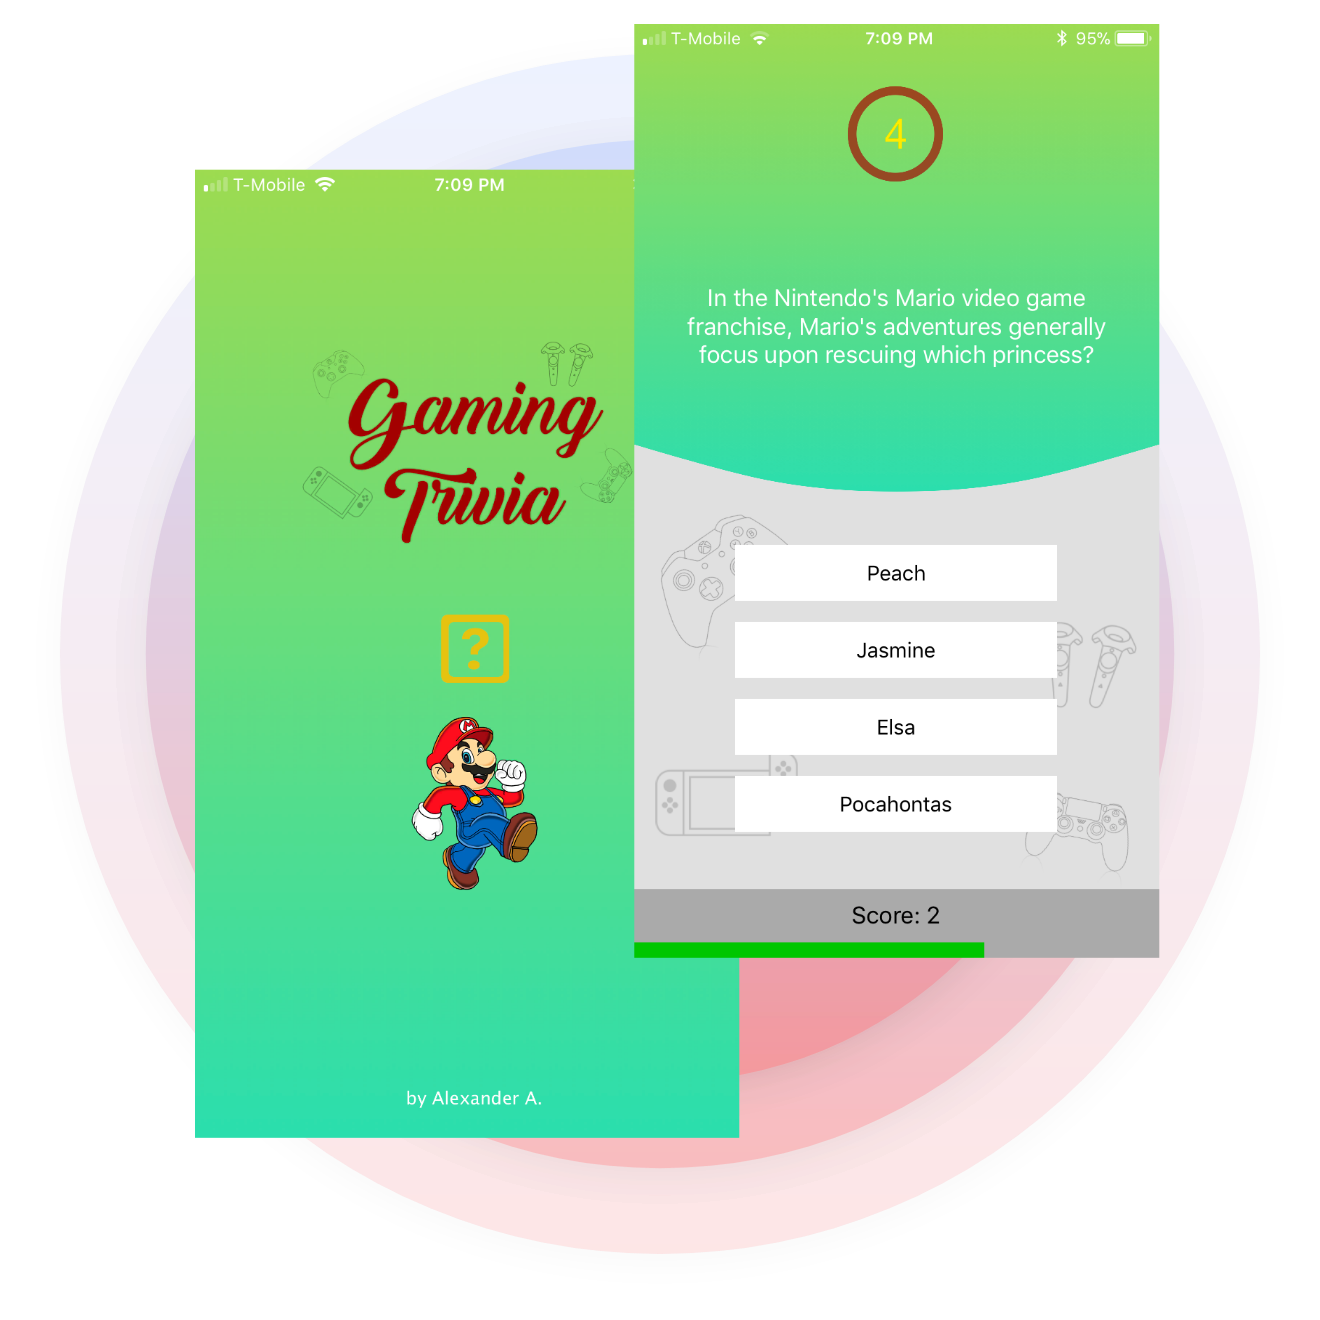 T-Mobile 7:09 PM
Gaming
Trivia
?
M
by Alexander A.
T-Mobile 7:09 PM 95%
4
In the Nintendo's Mario video game
franchise, Mario's adventures generally
focus upon rescuing which princess?
Peach
Jasmine
Elsa
Pocahontas
Score: 2